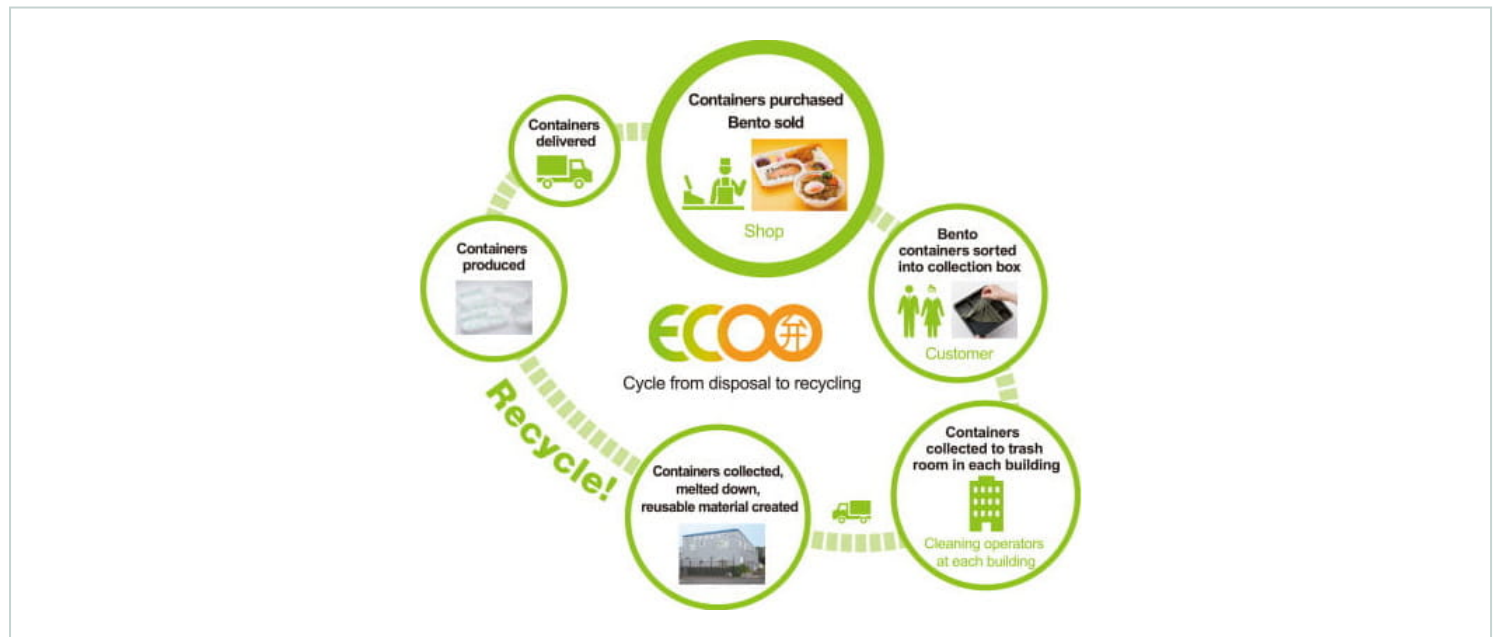 Containers purchased
Bento sold
Shop
Bento
containers sorted
into collection box
Customer
Containers
collected to trash
room in each building
Cleaning operators
at each building
Containers collected,
melted down,
reusable material created
Recycle!
Containers
produced
Containers
delivered
ECOO弁
Cycle from disposal to recycling